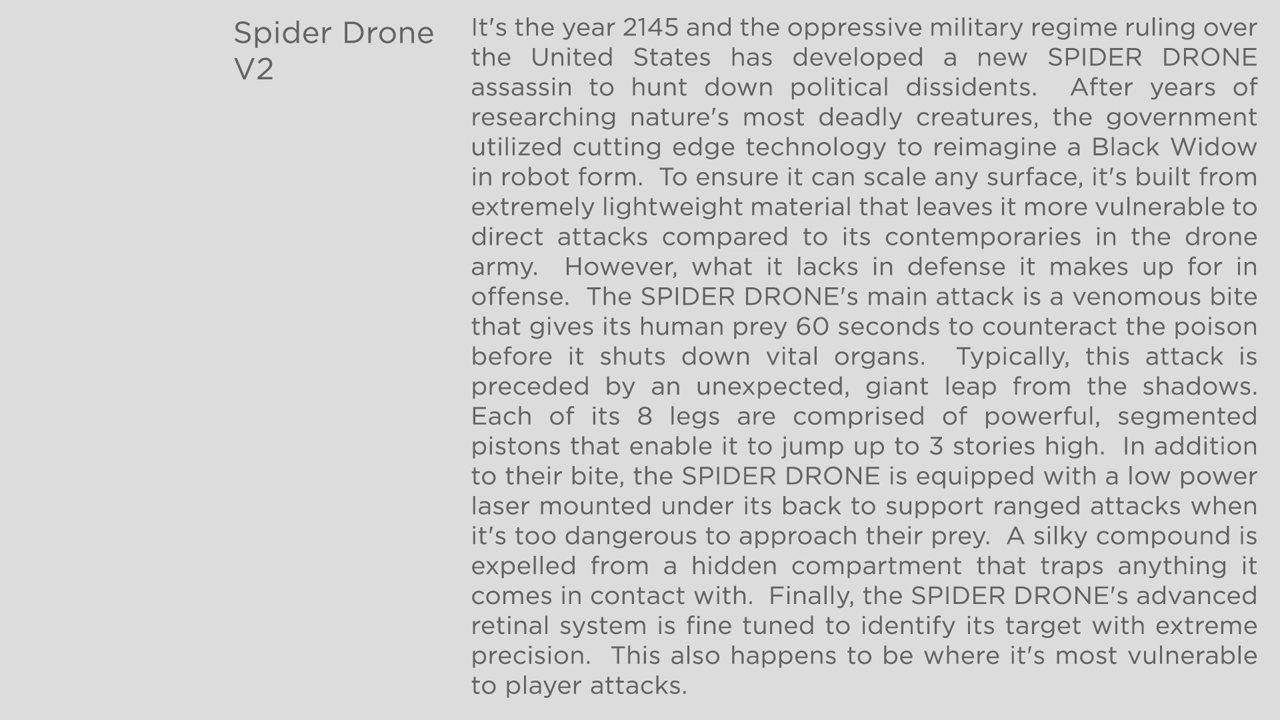 Spider Drone
V2
It's the year 2145 and the oppressive military regime ruling over
the United States has developed a new SPIDER DRONE
assassin to hunt down political dissidents.  After years of
researching nature's most deadly creatures, the government
utilized cutting edge technology to reimagine a Black Widow
in robot form.  To ensure it can scale any surface, it's built from
extremely lightweight material that leaves it more vulnerable to
direct attacks compared to its contemporaries in the drone
army.  However, what it lacks in defense it makes up for in
offense.  The SPIDER DRONE's main attack is a venomous bite
that gives its human prey 60 seconds to counteract the poison
before it shuts down vital organs.  Typically, this attack is
preceded by an unexpected, giant leap from the shadows.
Each of its 8 legs are comprised of powerful, segmented
pistons that enable it to jump up to 3 stories high.  In addition
to their bite, the SPIDER DRONE is equipped with a low power
laser mounted under its back to support ranged attacks when
it's too dangerous to approach their prey.  A silky compound is
expelled from a hidden compartment that traps anything it
comes in contact with.  Finally, the SPIDER DRONE's advanced
retinal system is fine tuned to identify its target with extreme
precision.  This also happens to be where it's most vulnerable
to player attacks.